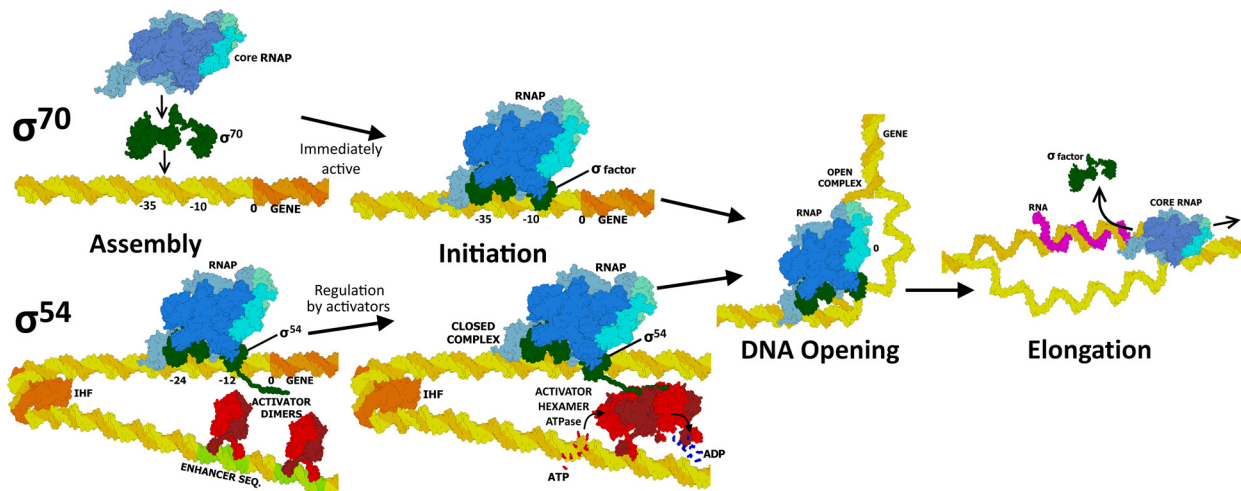 core RNAP
σ70
σ70
-35
-10
0
GENE
Immediately
active
RNAP
σ factor
-35
-10
0
GENE
Assembly
Initiation
GENE
OPEN
COMPLEX
RNAP
0
σ factor
RNA
CORE RNAP
DNA Opening
Elongation
σ54
RNAP
σ54
-24
-12
0
GENE
IHF
ACTIVATOR
DIMERS
ENHANCER SEQ.
Regulation
by activators
RNAP
CLOSED
COMPLEX
σ54
IHF
ACTIVATOR
HEXAMER
ATPase
ATP
ADP